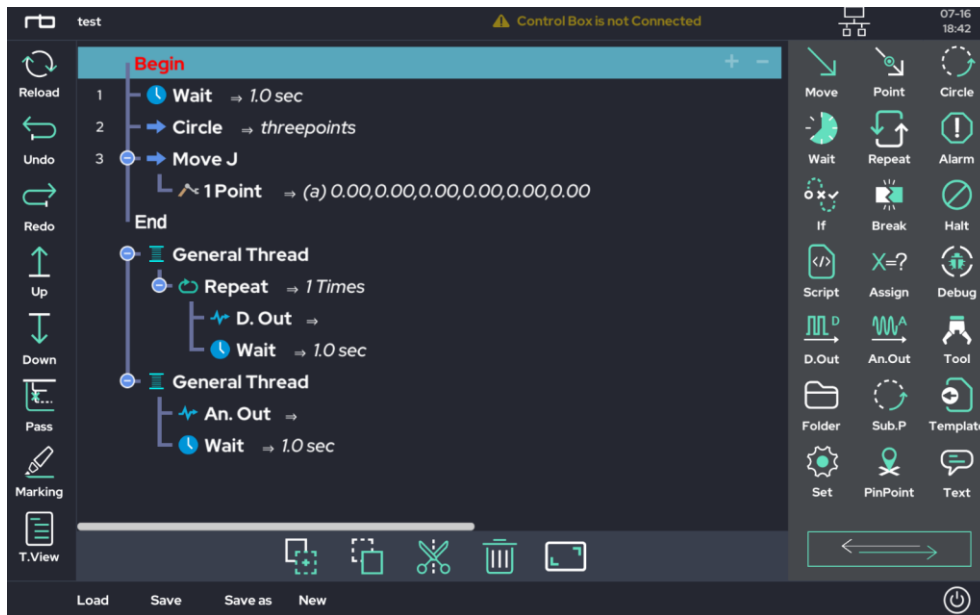 rb test
Control Box is not Connected
07-16
18:42
Reload
Undo
Redo
Up
Down
Pass
Marking
T.View
Begin + −
1 Wait ⇒ 1.0 sec
2 Circle ⇒ threepoints
3 Move J
1 Point ⇒ (a) 0.00,0.00,0.00,0.00,0.00,0.00
End
General Thread
Repeat ⇒ 1 Times
D. Out ⇒
Wait ⇒ 1.0 sec
General Thread
An. Out ⇒
Wait ⇒ 1.0 sec
Move Point Circle
Wait Repeat Alarm
If Break Halt
X=?
Script Assign Debug
D A
D.Out An.Out Tool
Folder Sub.P Template
Set PinPoint Text
Load Save Save as New